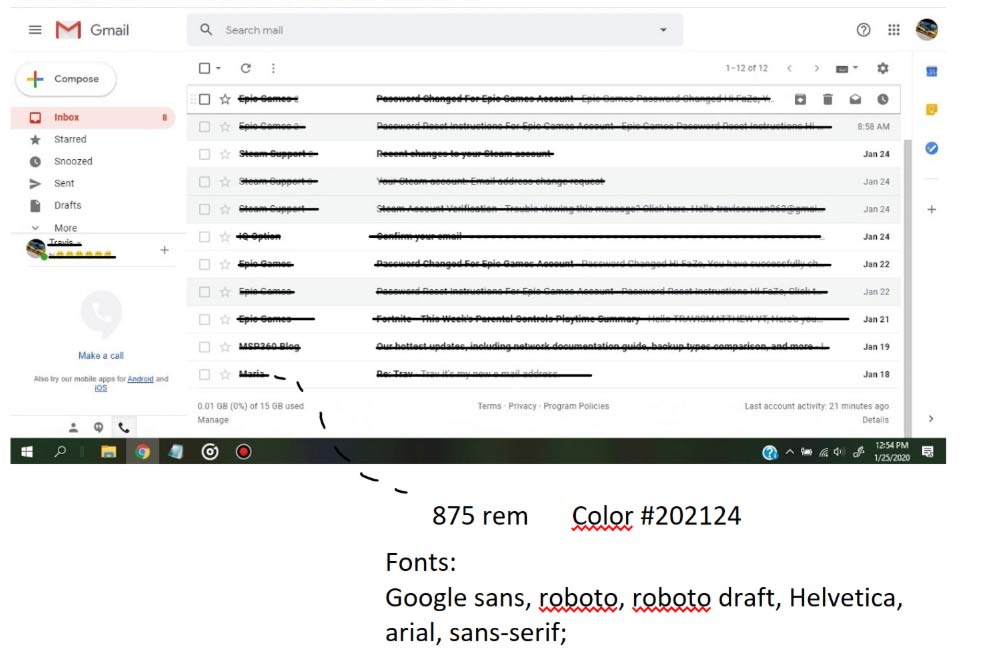 Gmail
Search mail
Compose
1–12 of 12
Inbox 8
Starred
Snoozed
Sent
Drafts
More
Travis
Epic Games 2 Password Changed For Epic Games Account - Epic Games Password Changed Hi FaZe, Y...
Epic Games 2 Password Reset Instructions For Epic Games Account - Epic Games Password Reset Instructions Hi ... 8:58 AM
Steam Support 2 Recent changes to your Steam account Jan 24
Steam Support Your Steam account: Email address change request Jan 24
Steam Support Steam Account Verification - Trouble viewing this message? Click here. Hello Jan 24
IQ Option Confirm your email Jan 24
Epic Games Password Changed For Epic Games Account - Password Changed Hi FaZe, You have successfully ch... Jan 22
Epic Games Password Reset Instructions For Epic Games Account - Password Reset Instructions Hi FaZe, Click t... Jan 22
Epic Games Fortnite - This Week's Parental Controls Playtime Summary - Hello TRAVISMATTHEW YT, Here's you... Jan 21
MSP360 Blog Our hottest updates, including network documentation guide, backup types comparison, and more - Jan 19
Maria Re: Trav - Trav it's my new e mail address Jan 18
Make a call
Also try our mobile apps for Android and
iOS
0.01 GB (0%) of 15 GB used
Manage
Terms · Privacy · Program Policies
Last account activity: 21 minutes ago
Details
12:54 PM
1/25/2020
875 rem Color #202124
Fonts:
Google sans, roboto, roboto draft, Helvetica,
arial, sans-serif;